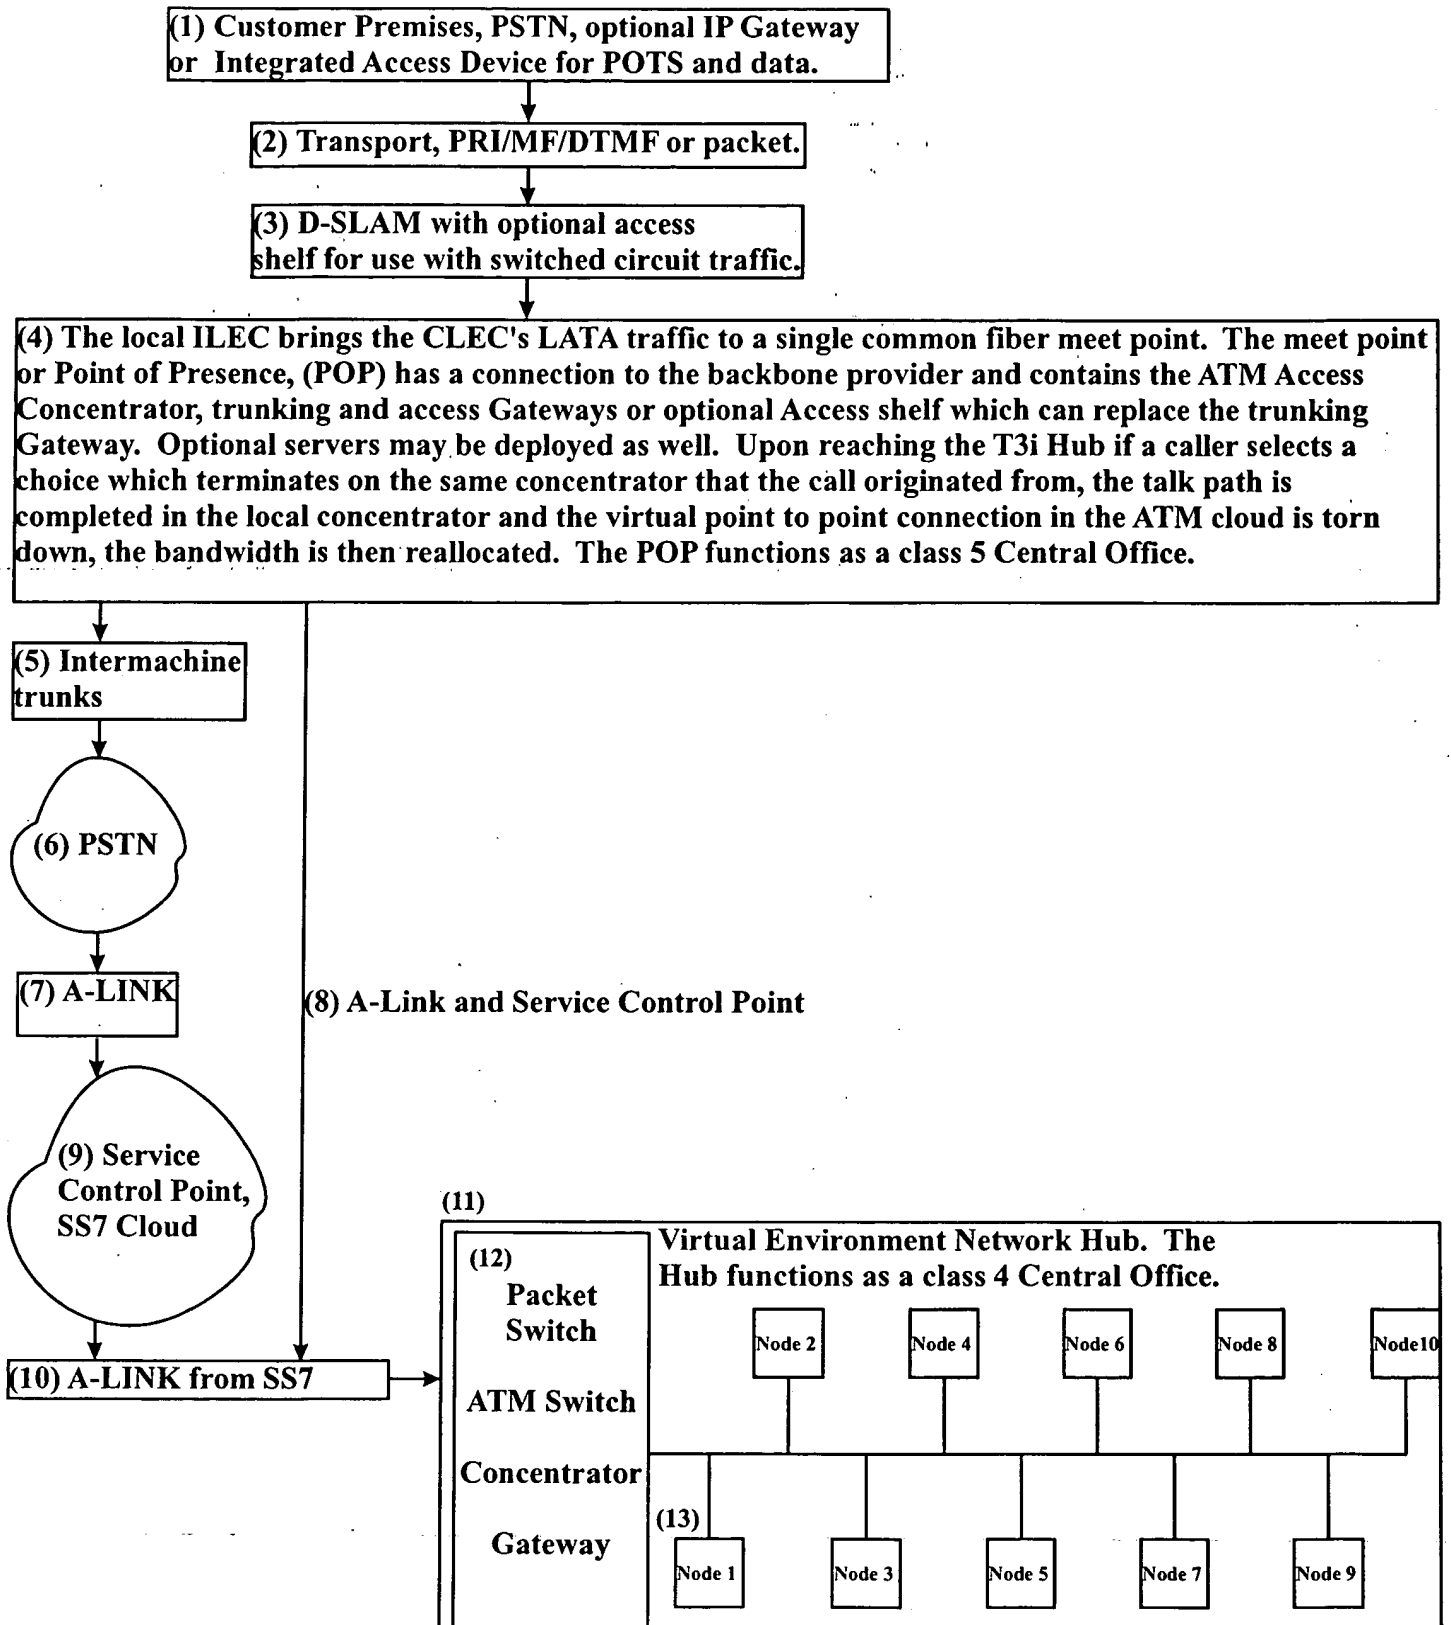 (1) Customer Premises, PSTN, optional IP Gateway
or Integrated Access Device for POTS and data.
(2) Transport, PRI/MF/DTMF or packet.
(3) D-SLAM with optional access
shelf for use with switched circuit traffic.
(4) The local ILEC brings the CLEC's LATA traffic to a single common fiber meet point. The meet point
or Point of Presence, (POP) has a connection to the backbone provider and contains the ATM Access
Concentrator, trunking and access Gateways or optional Access shelf which can replace the trunking
Gateway. Optional servers may be deployed as well. Upon reaching the T3i Hub if a caller selects a
choice which terminates on the same concentrator that the call originated from, the talk path is
completed in the local concentrator and the virtual point to point connection in the ATM cloud is torn
down, the bandwidth is then reallocated. The POP functions as a class 5 Central Office.
(5) Intermachine
trunks
(6) PSTN
(7) A-LINK
(8) A-Link and Service Control Point
(9) Service
Control Point,
SS7 Cloud
(10) A-LINK from SS7
(11)
(12)
Packet
Switch
ATM Switch
Concentrator
Gateway
Virtual Environment Network Hub. The
Hub functions as a class 4 Central Office.
Node 2
Node 4
Node 6
Node 8
Node10
(13)
Node 1
Node 3
Node 5
Node 7
Node 9